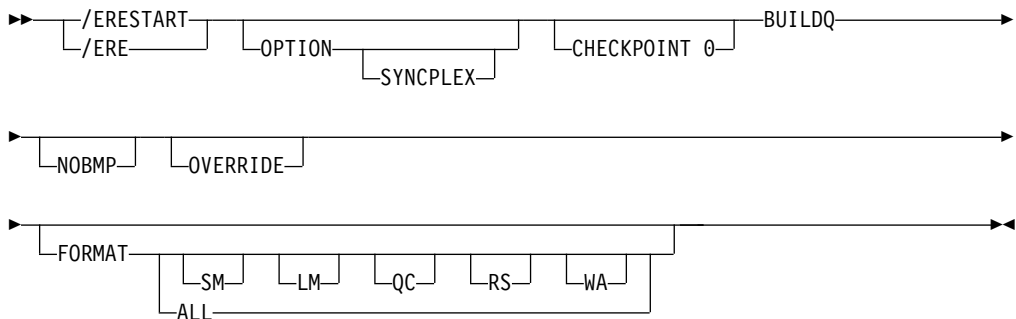 /ERESTART BUILDQ
/ERE OPTION CHECKPOINT 0
SYNCPLEX
NOBMP OVERRIDE
FORMAT
SM LM QC RS WA
ALL